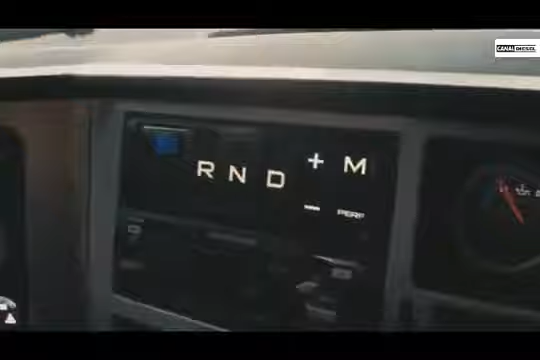 CANAL DIESEL
+ M
R N D
— PERF